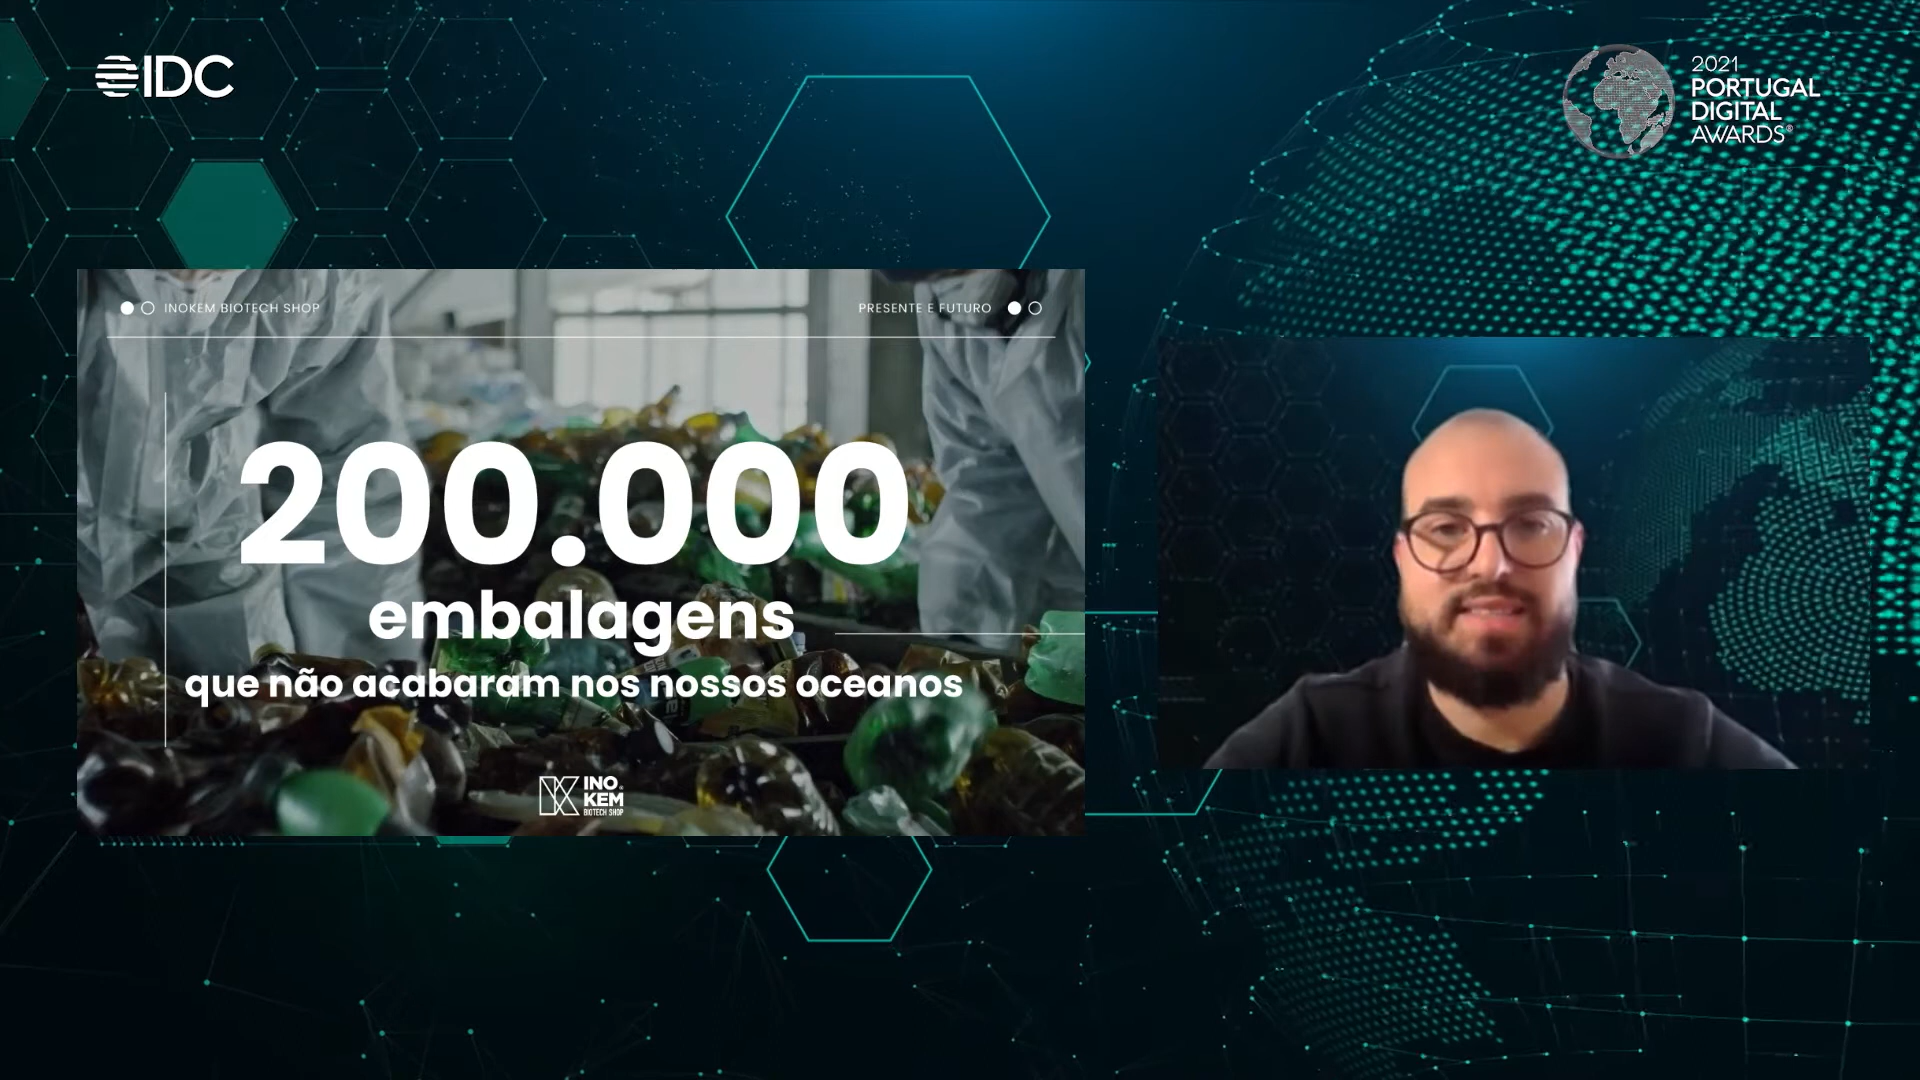 IDC
2021
PORTUGAL
DIGITAL
AWARDS®
INOKEM BIOTECH SHOP
PRESENTE E FUTURO
200.000
embalagens
que não acabaram nos nossos oceanos
INO
KEM
BIOTECH SHOP